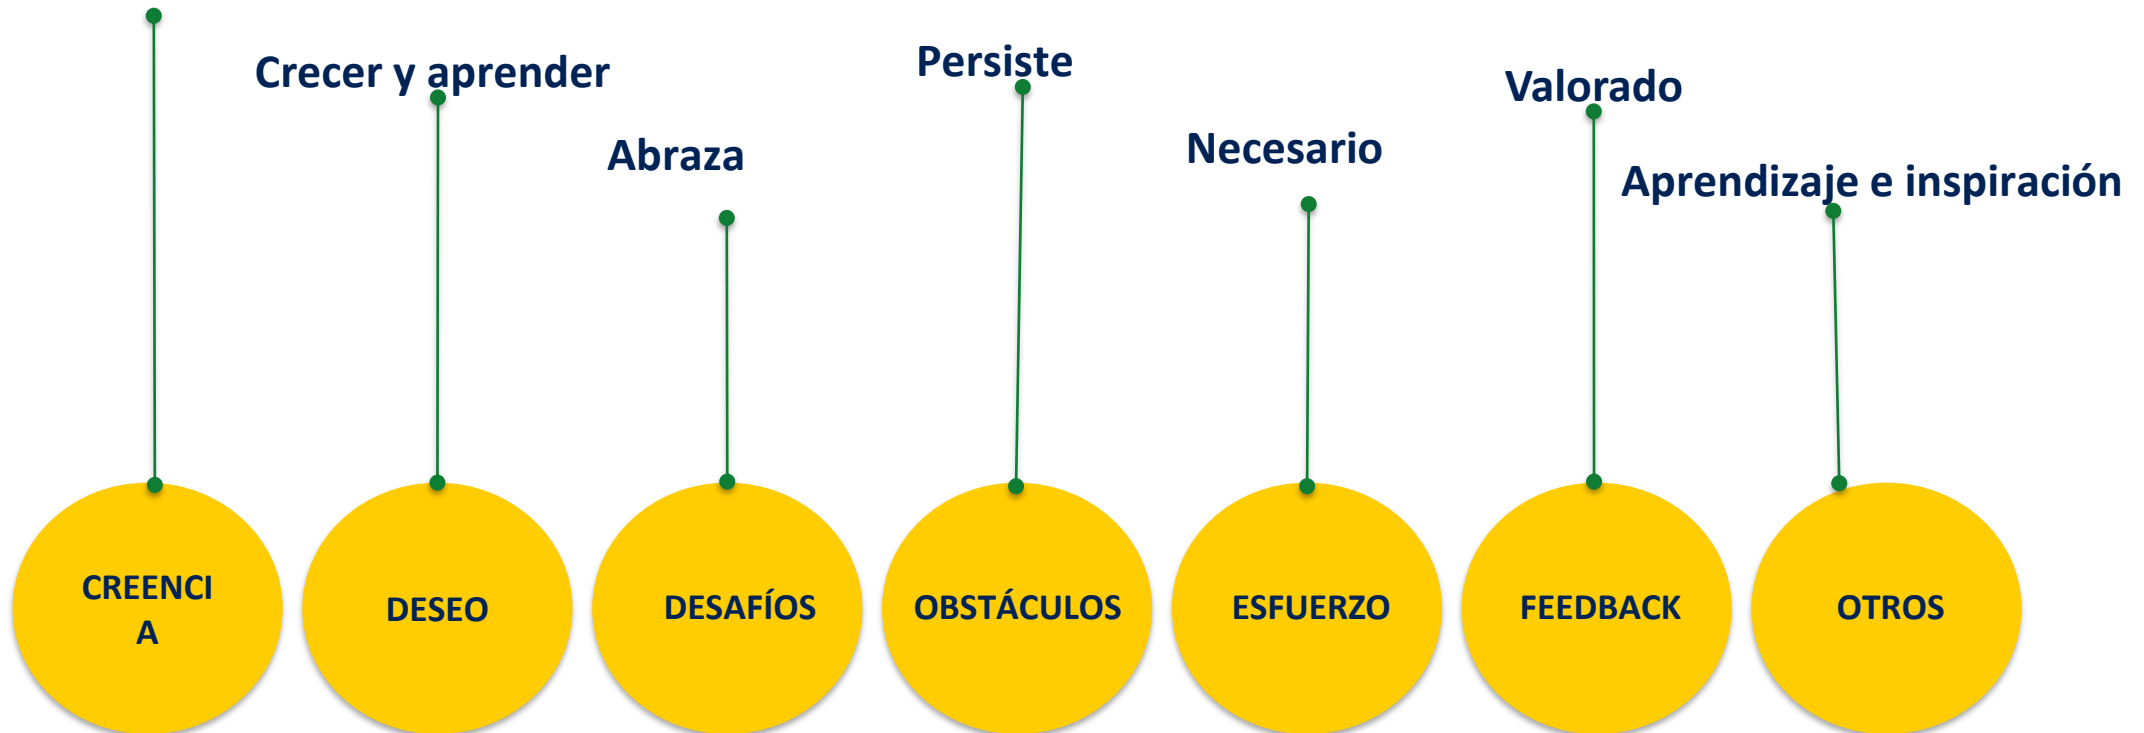 Crecer y aprender
Abraza
Persiste
Necesario
Valorado
Aprendizaje e inspiración
CREENCI
A
DESEO
DESAFÍOS
OBSTÁCULOS
ESFUERZO
FEEDBACK
OTROS